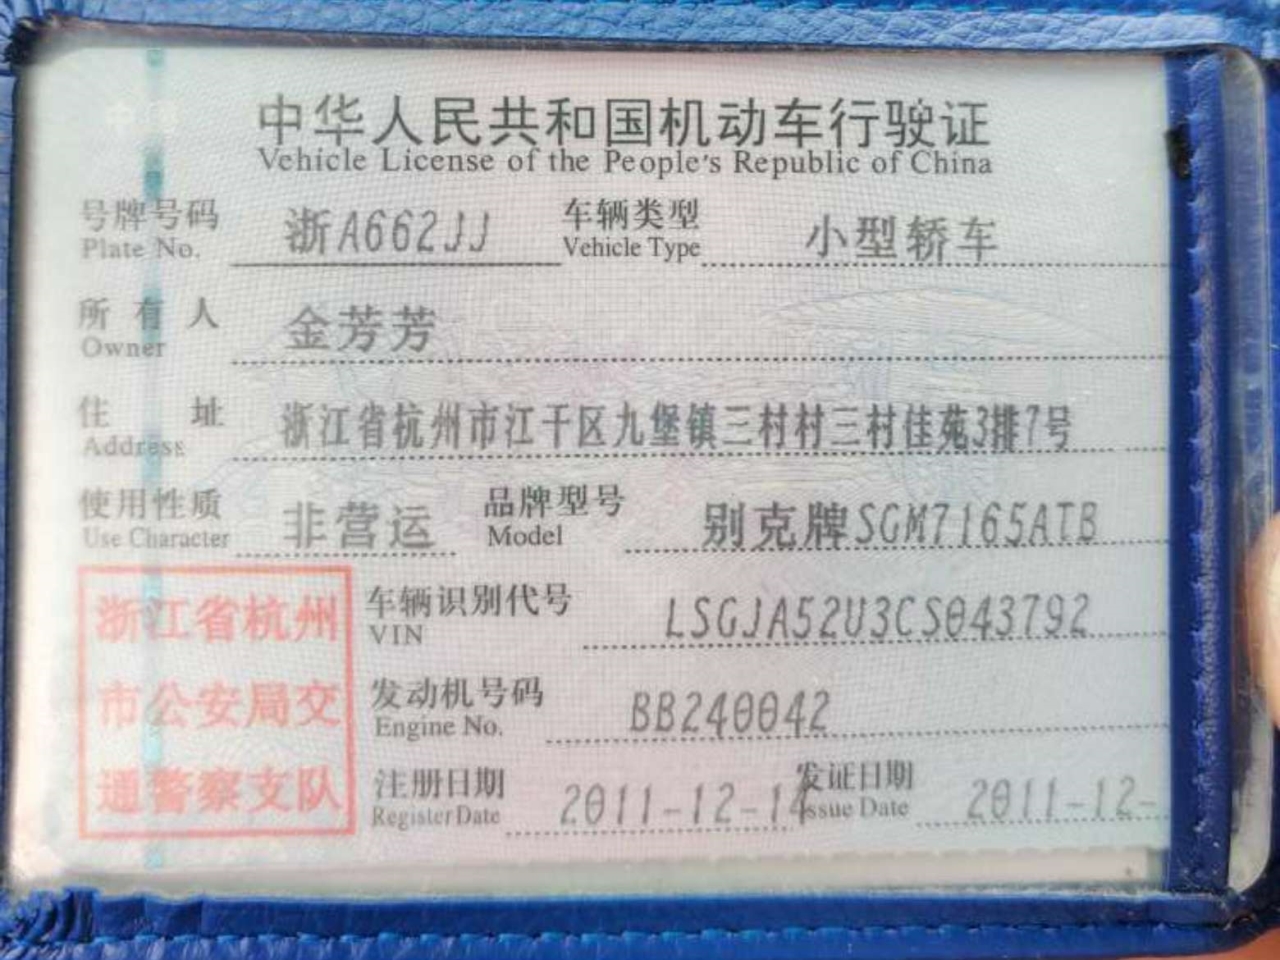 中华人民共和国机动车行驶证
Vehicle License of the People's Republic of China
号牌号码 浙A662JJ 车辆类型 小型轿车
Plate No. Vehicle Type
所有人 金芳芳
Owner
住址 浙江省杭州市江干区九堡镇三村村三村佳苑3排7号
Address
使用性质 非营运 品牌型号 别克牌SGM7165ATB
Use Character Model
车辆识别代号 LSGJA52U3CS043792
VIN
发动机号码 BB240042
Engine No.
注册日期 2011-12-14 发证日期 2011-12-
Register Date Issue Date
浙江省杭州
市公安局交
通警察支队